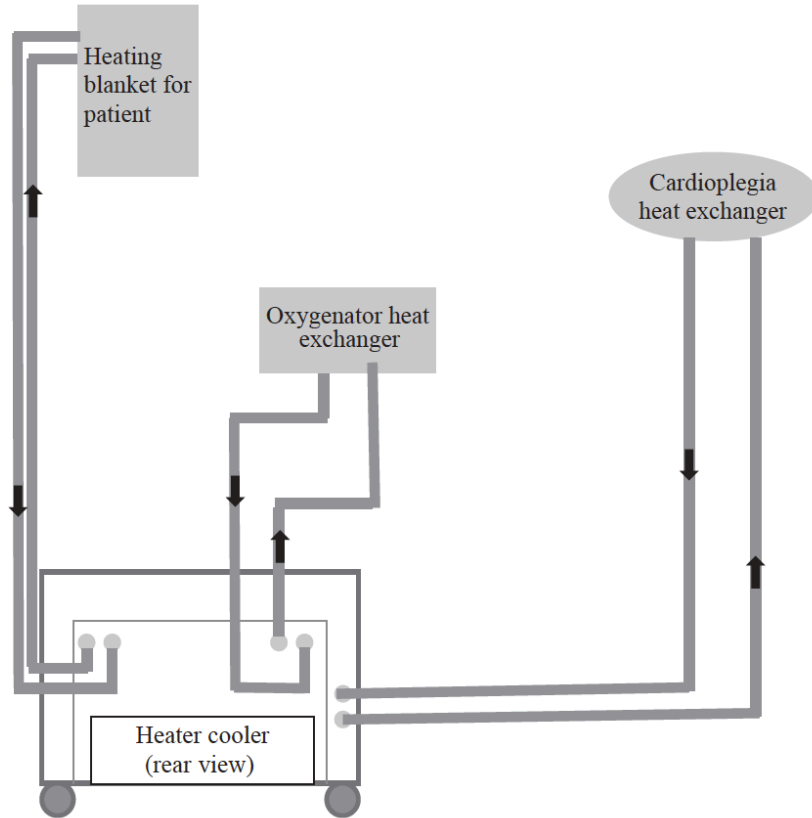 Heating
blanket for
patient
Cardioplegia
heat exchanger
Oxygenator heat
exchanger
Heater cooler
(rear view)